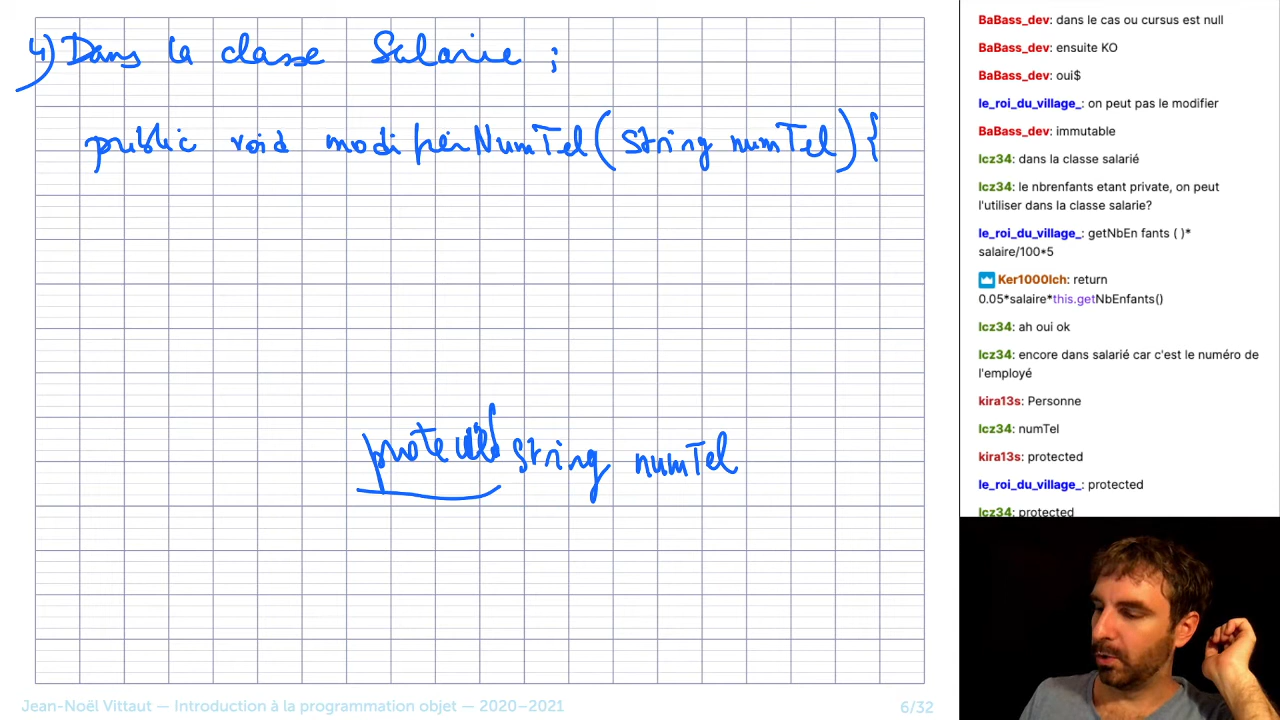 4) Dans la classe Salarie :
public void modifierNumTel(String numTel){
protected String numTel
Jean-Noël Vittaut — Introduction à la programmation objet — 2020–2021
6/32
BaBass_dev: dans le cas ou cursus est null
BaBass_dev: ensuite KO
BaBass_dev: oui$
le_roi_du_village_: on peut pas le modifier
BaBass_dev: immutable
lcz34: dans la classe salarié
lcz34: le nbrenfants etant private, on peut
l'utiliser dans la classe salarie?
le_roi_du_village_: getNbEn fants ( )*
salaire/100*5
Ker1000lch: return
0.05*salaire*this.getNbEnfants()
lcz34: ah oui ok
lcz34: encore dans salarié car c'est le numéro de
l'employé
kira13s: Personne
lcz34: numTel
kira13s: protected
le_roi_du_village_: protected
lcz34: protected